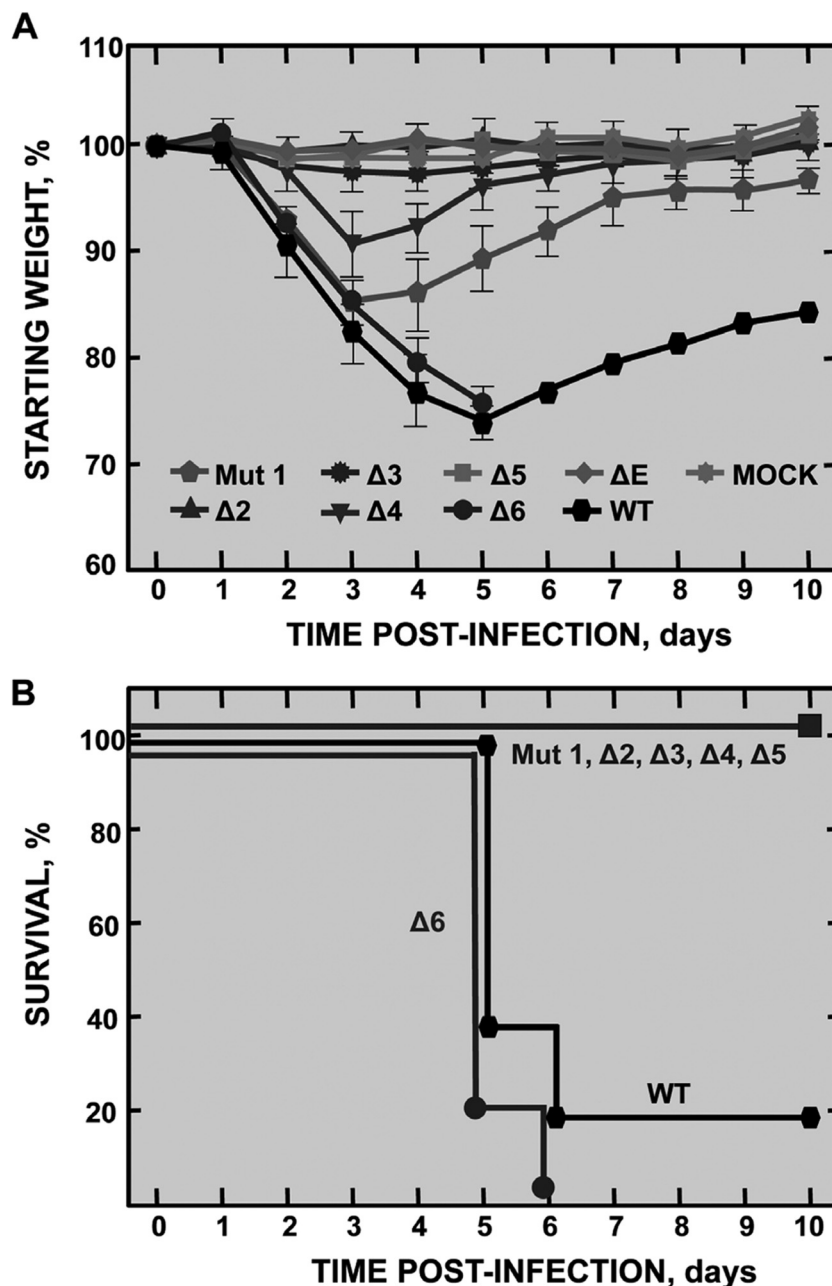 A
110
100
90
80
70
60
STARTING WEIGHT, %
Mut 1 Δ3 Δ5 ΔE MOCK
Δ2 Δ4 Δ6 WT
0 1 2 3 4 5 6 7 8 9 10
TIME POST-INFECTION, days
B
100
80
60
40
20
SURVIVAL, %
Mut 1, Δ2, Δ3, Δ4, Δ5
Δ6
WT
0 1 2 3 4 5 6 7 8 9 10
TIME POST-INFECTION, days